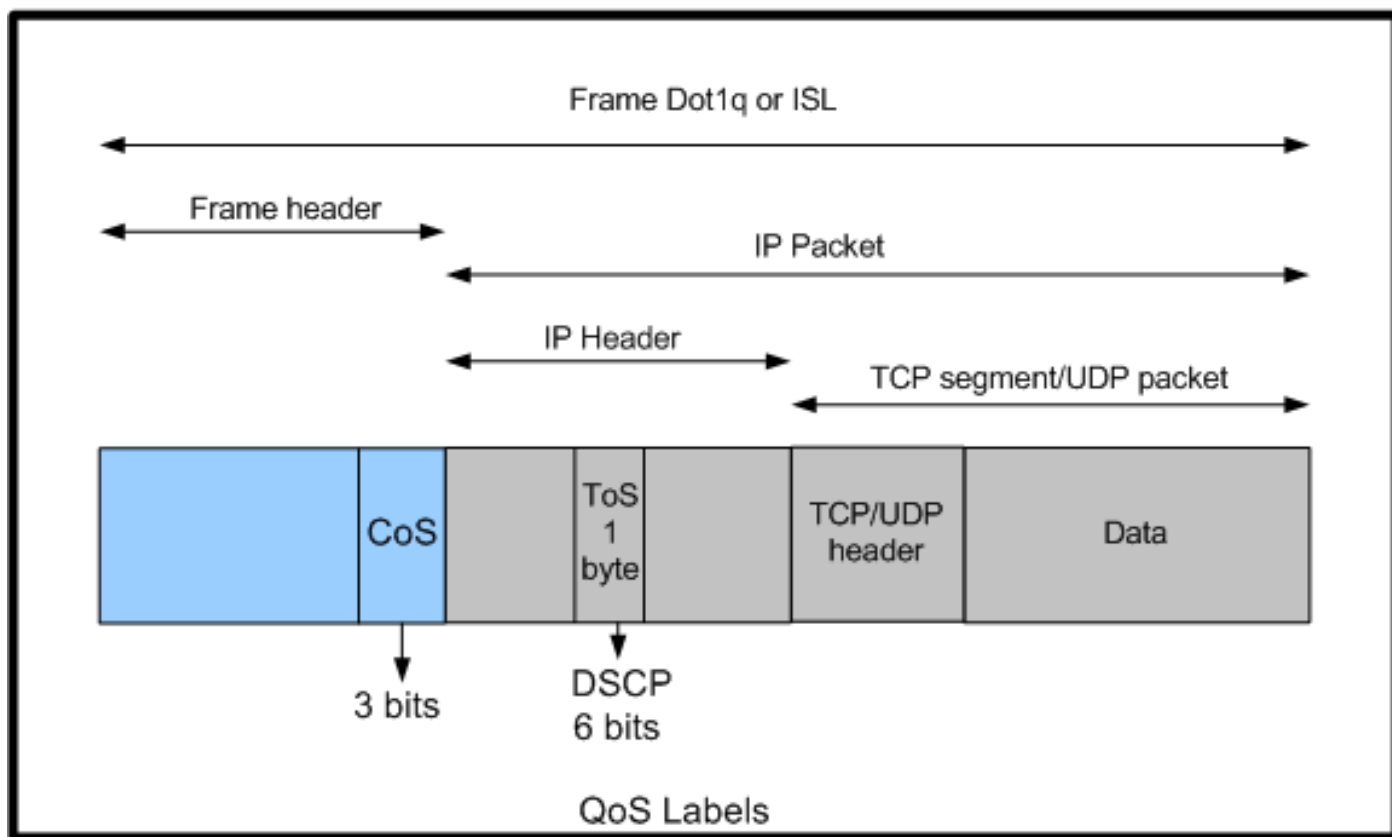 Frame Dot1q or ISL
Frame header
IP Packet
IP Header
TCP segment/UDP packet
CoS
ToS
1
byte
TCP/UDP
header
Data
3 bits
DSCP
6 bits
QoS Labels